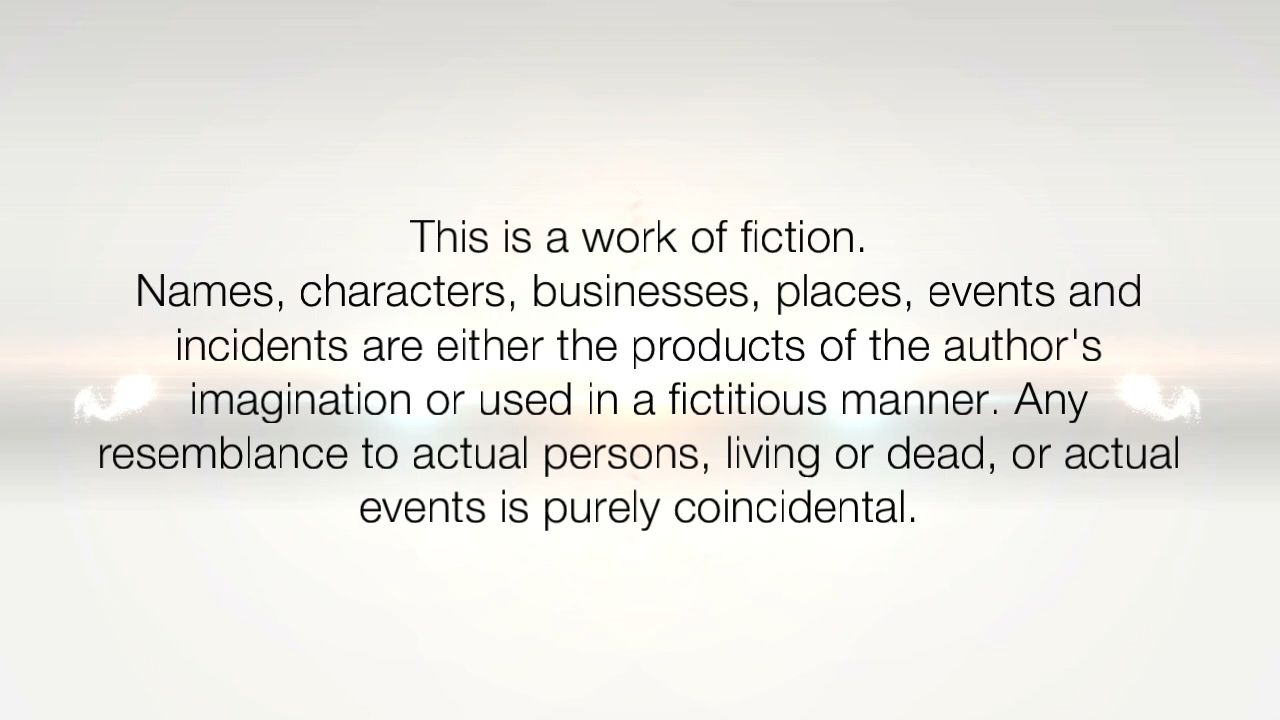 This is a work of fiction.
Names, characters, businesses, places, events and
incidents are either the products of the author's
imagination or used in a fictitious manner. Any
resemblance to actual persons, living or dead, or actual
events is purely coincidental.